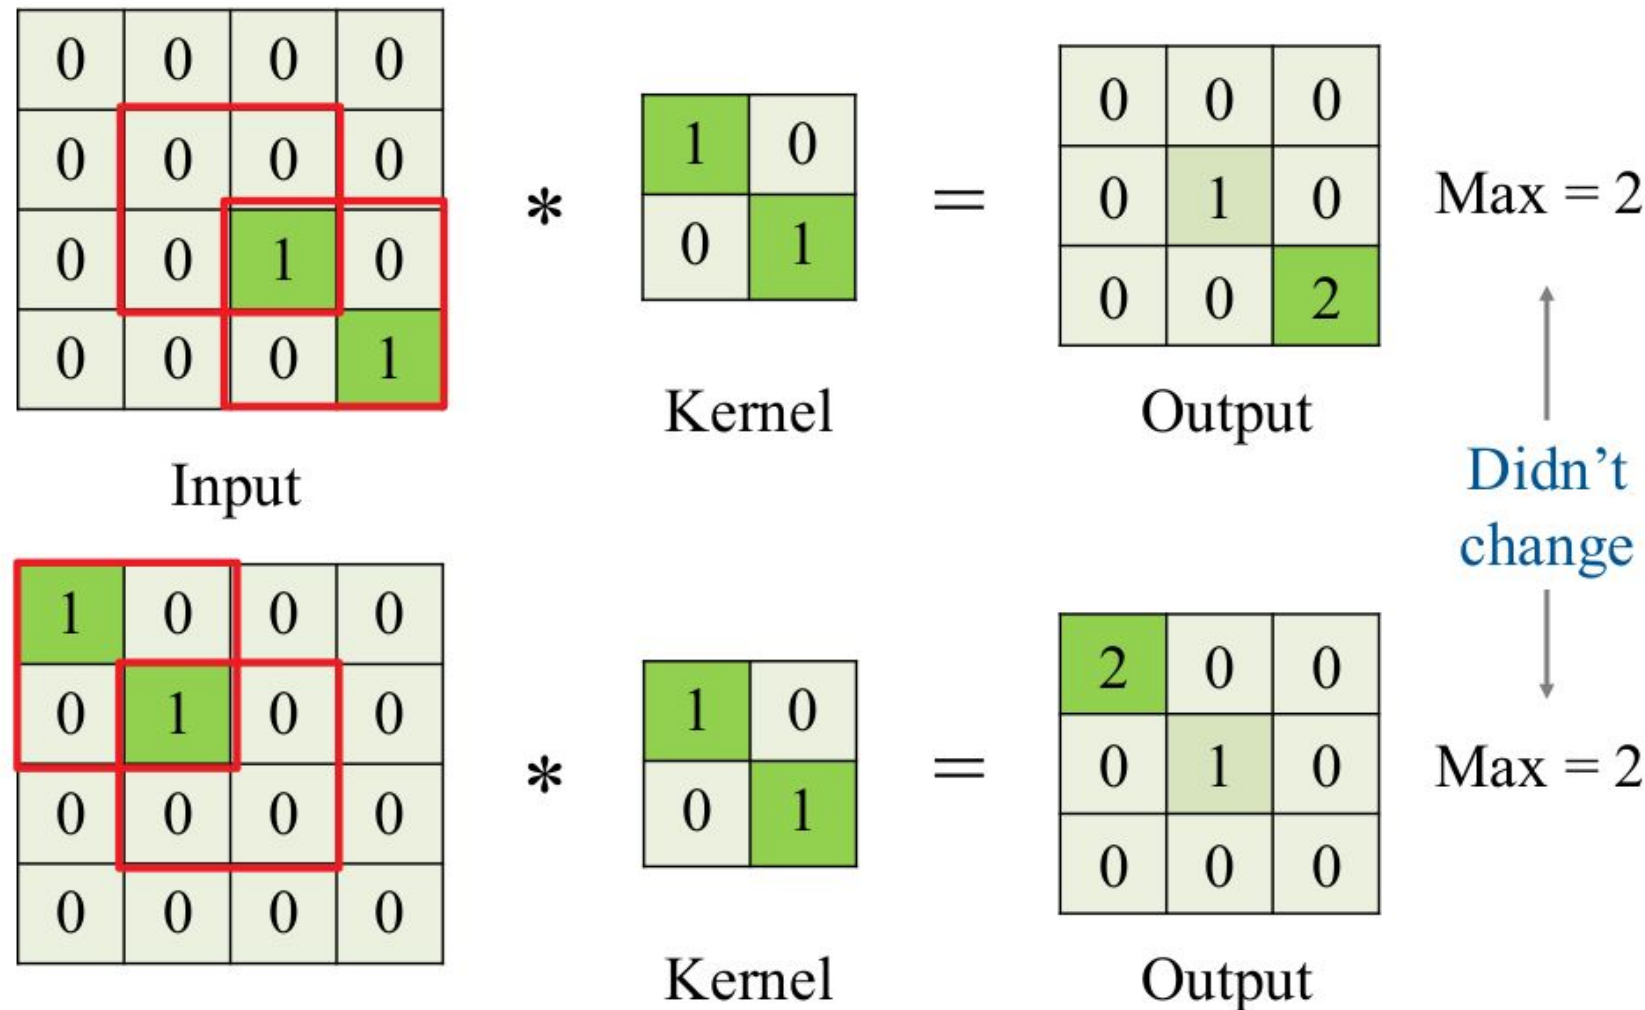 0 0 0 0
0 0 0 0
0 0 1 0
0 0 0 1
Input
*
1 0
0 1
Kernel
=
0 0 0
0 1 0
0 0 2
Output
Max = 2
Didn’t
change
1 0 0 0
0 1 0 0
0 0 0 0
0 0 0 0
*
1 0
0 1
Kernel
=
2 0 0
0 1 0
0 0 0
Output
Max = 2